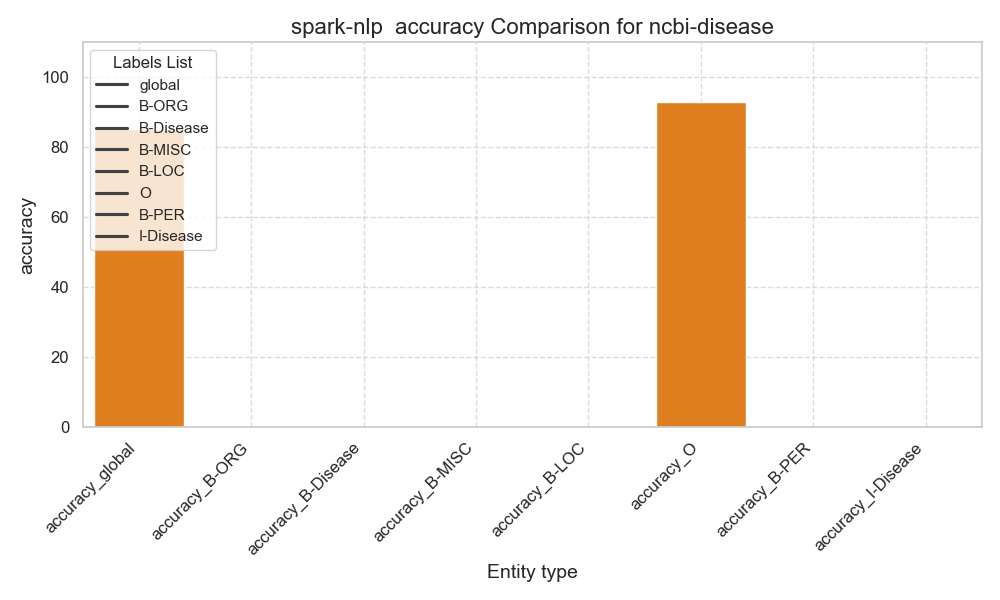 spark-nlp  accuracy Comparison for ncbi-disease
Labels List
global
B-ORG
B-Disease
B-MISC
B-LOC
O
B-PER
I-Disease
accuracy
100
80
60
40
20
0
accuracy_global
accuracy_B-ORG
accuracy_B-Disease
accuracy_B-MISC
accuracy_B-LOC
accuracy_O
accuracy_B-PER
accuracy_I-Disease
Entity type